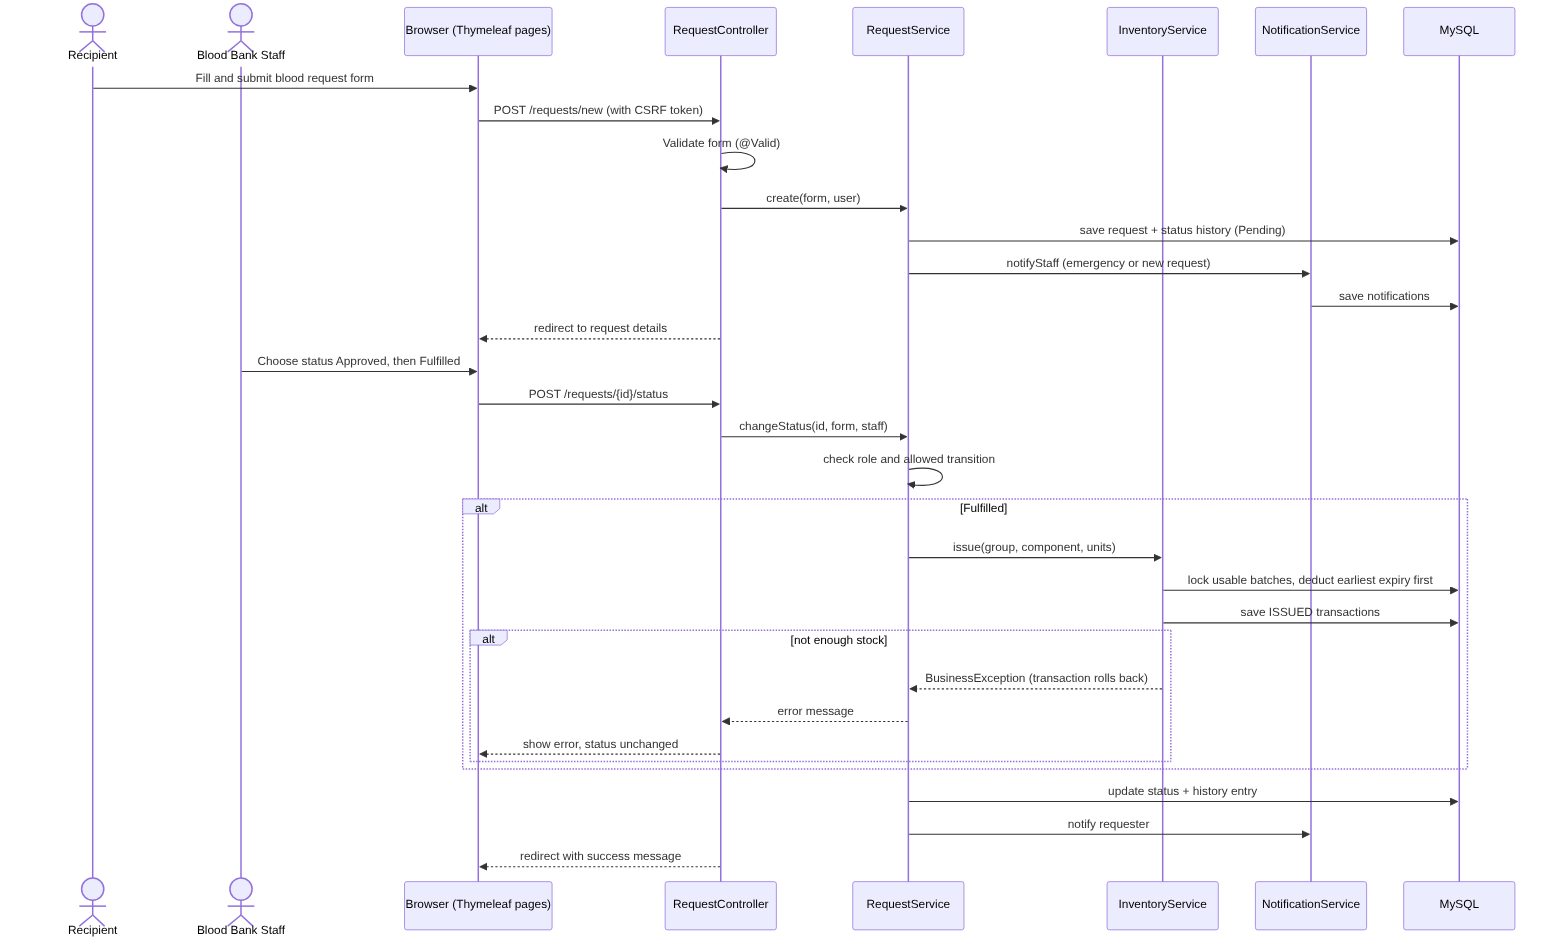 Recipient
Blood Bank Staff
Browser (Thymeleaf pages)
RequestController
RequestService
InventoryService
NotificationService
MySQL
Fill and submit blood request form
POST /requests/new (with CSRF token)
Validate form (@Valid)
create(form, user)
save request + status history (Pending)
notifyStaff (emergency or new request)
save notifications
redirect to request details
Choose status Approved, then Fulfilled
POST /requests/{id}/status
changeStatus(id, form, staff)
check role and allowed transition
alt
[Fulfilled]
issue(group, component, units)
lock usable batches, deduct earliest expiry first
save ISSUED transactions
alt
[not enough stock]
BusinessException (transaction rolls back)
error message
show error, status unchanged
update status + history entry
notify requester
redirect with success message
Recipient
Blood Bank Staff
Browser (Thymeleaf pages)
RequestController
RequestService
InventoryService
NotificationService
MySQL